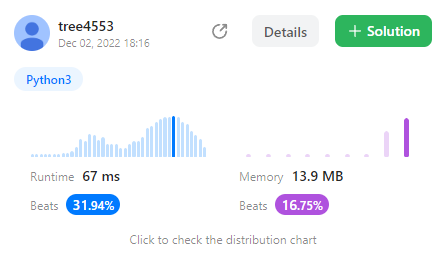 tree4553
Dec 02, 2022 18:16
Details
+ Solution
Python3
Runtime 67 ms
Memory 13.9 MB
Beats 31.94%
Beats 16.75%
Click to check the distribution chart